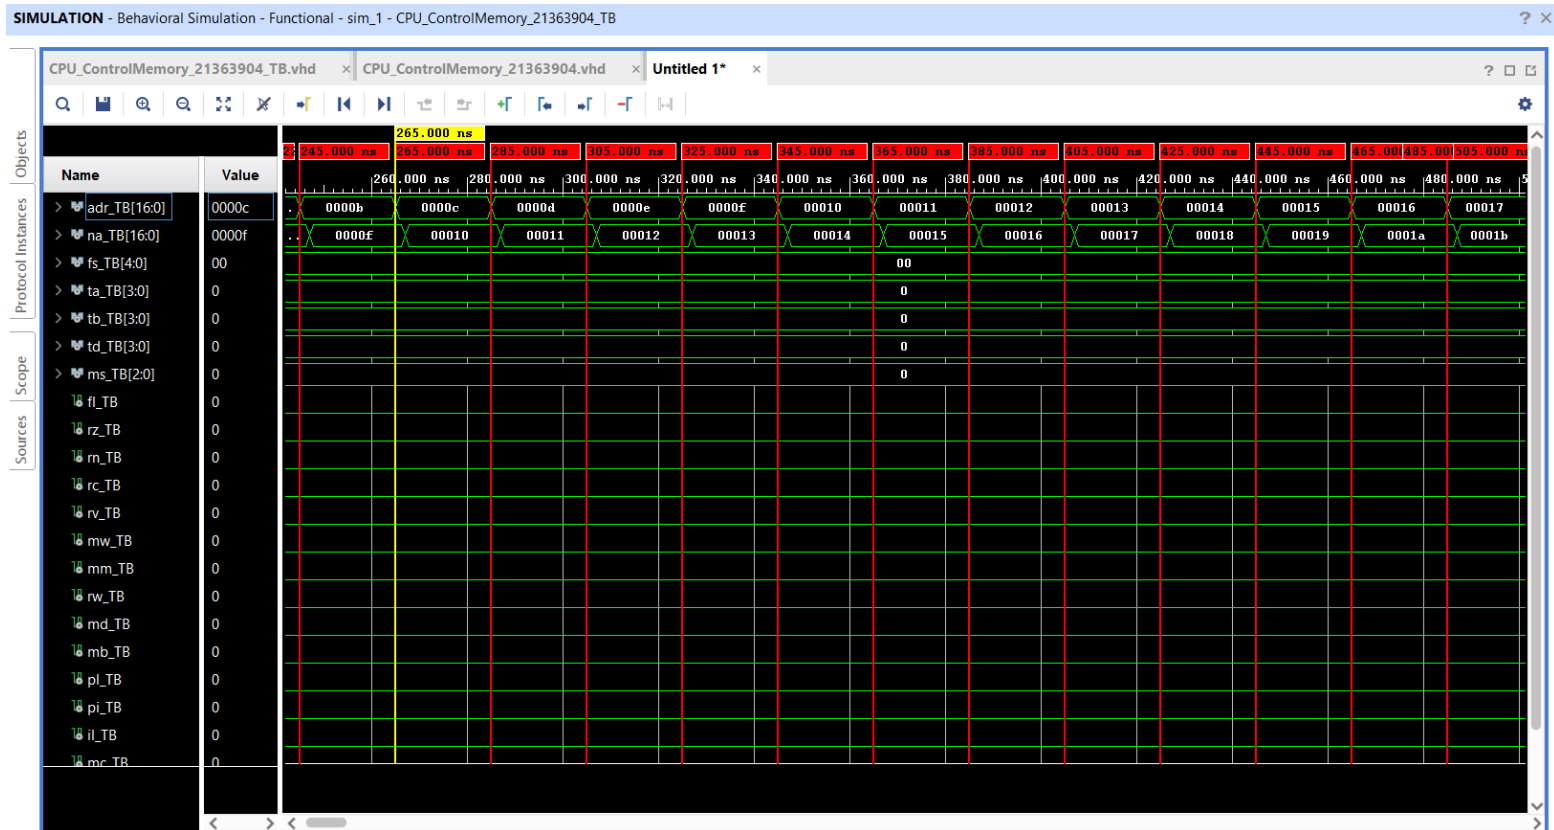 SIMULATION - Behavioral Simulation - Functional - sim_1 - CPU_ControlMemory_21363904_TB
CPU_ControlMemory_21363904_TB.vhd CPU_ControlMemory_21363904.vhd Untitled 1*
Objects
Protocol Instances
Scope
Sources
265.000 ns
245.000 ns 265.000 ns 285.000 ns 305.000 ns 325.000 ns 345.000 ns 365.000 ns 385.000 ns 405.000 ns 425.000 ns 445.000 ns 465.00 485.00 505.000 ns
Name Value
260.000 ns 280.000 ns 300.000 ns 320.000 ns 340.000 ns 360.000 ns 380.000 ns 400.000 ns 420.000 ns 440.000 ns 460.000 ns 480.000 ns
adr_TB[16:0] 0000c 0000b 0000c 0000d 0000e 0000f 00010 00011 00012 00013 00014 00015 00016 00017
na_TB[16:0] 0000f 0000f 00010 00011 00012 00013 00014 00015 00016 00017 00018 00019 0001a 0001b
fs_TB[4:0] 00 00
ta_TB[3:0] 0 0
tb_TB[3:0] 0 0
td_TB[3:0] 0 0
ms_TB[2:0] 0 0
fl_TB 0
rz_TB 0
rn_TB 0
rc_TB 0
rv_TB 0
mw_TB 0
mm_TB 0
rw_TB 0
md_TB 0
mb_TB 0
pl_TB 0
pi_TB 0
il_TB 0
mc_TB 0